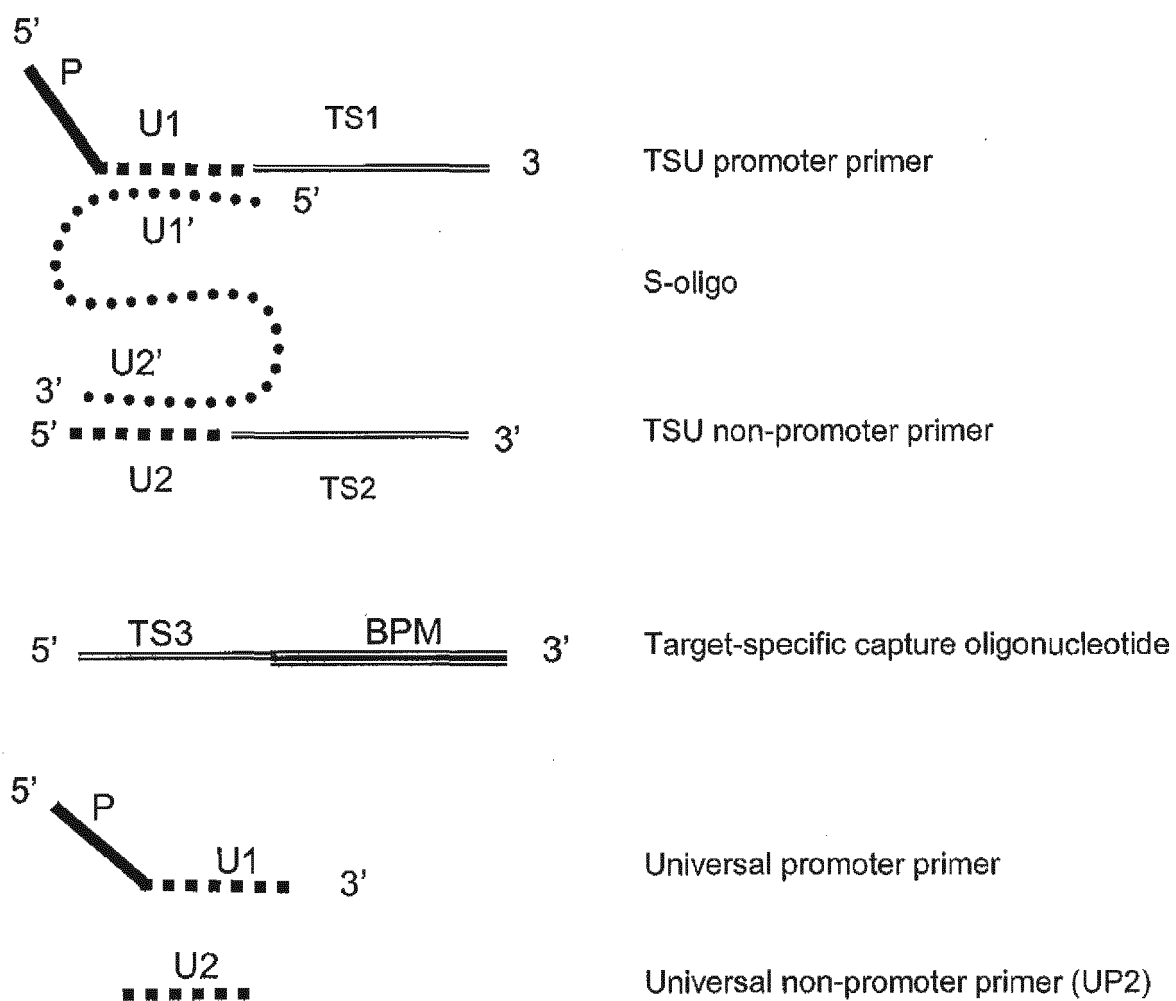 5'
P
U1
TS1
3
TSU promoter primer
5'
U1'
S-oligo
U2'
3'
5'
3'
TSU non-promoter primer
U2
TS2
5'
TS3
BPM
3'
Target-specific capture oligonucleotide
5'
P
U1
3'
Universal promoter primer
U2
Universal non-promoter primer (UP2)